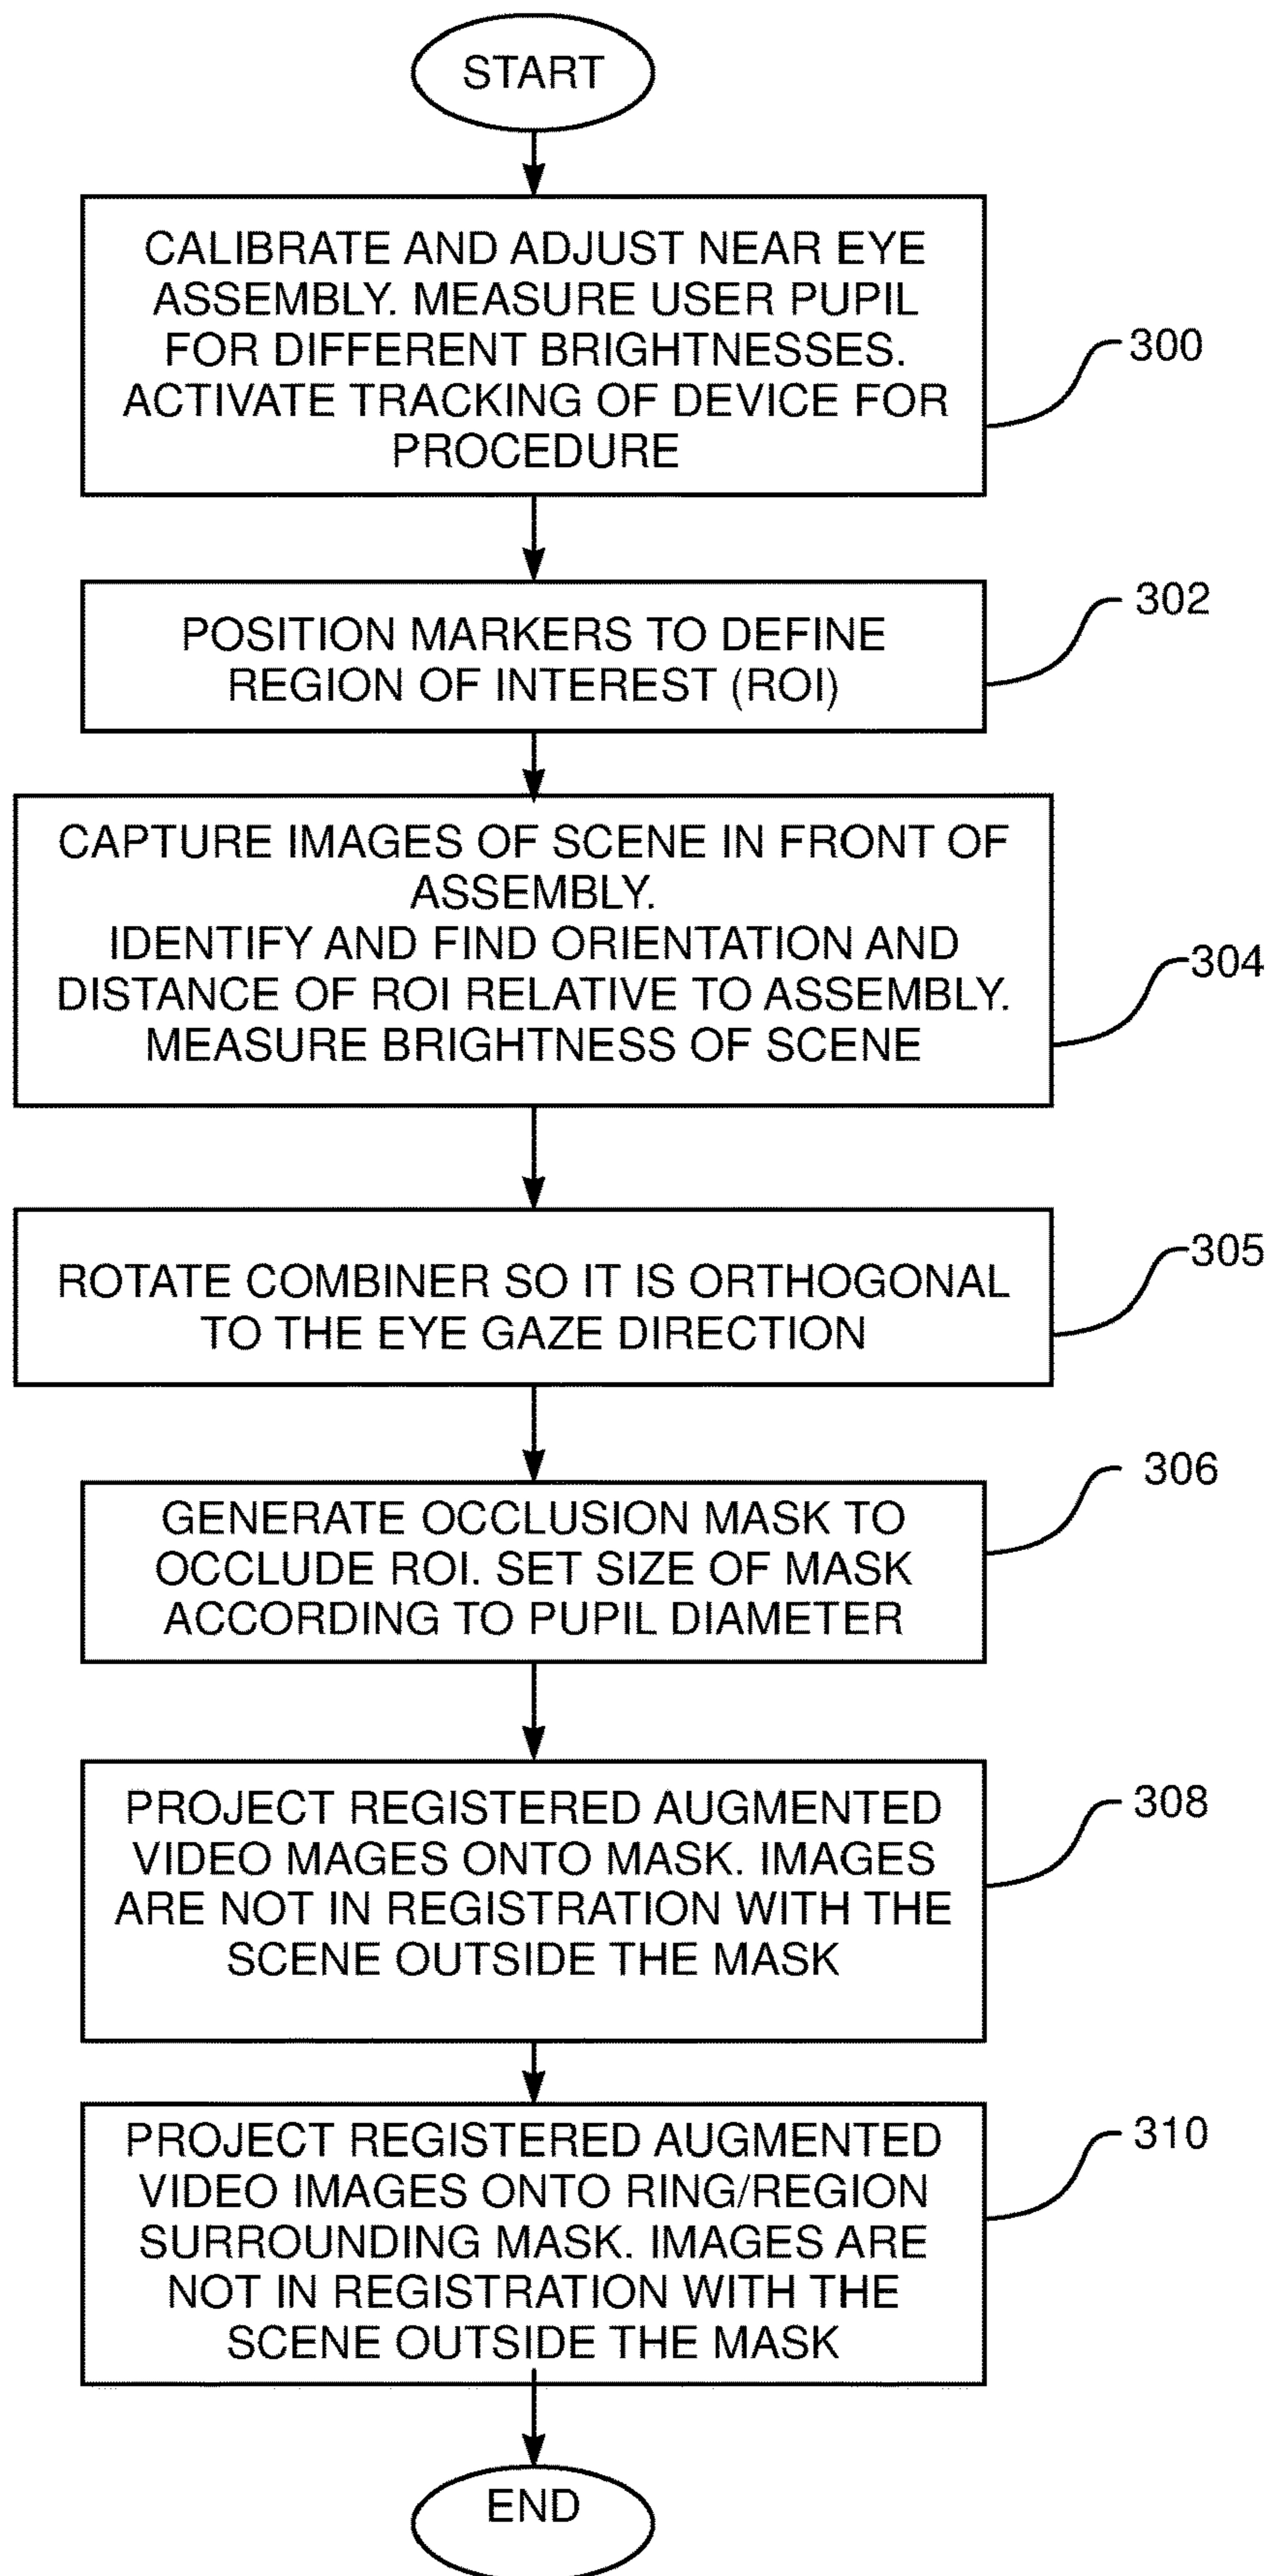 START
CALIBRATE AND ADJUST NEAR EYE
ASSEMBLY. MEASURE USER PUPIL
FOR DIFFERENT BRIGHTNESSES.
ACTIVATE TRACKING OF DEVICE FOR
PROCEDURE
300
POSITION MARKERS TO DEFINE
REGION OF INTEREST (ROI)
302
CAPTURE IMAGES OF SCENE IN FRONT OF
ASSEMBLY.
IDENTIFY AND FIND ORIENTATION AND
DISTANCE OF ROI RELATIVE TO ASSEMBLY.
MEASURE BRIGHTNESS OF SCENE
304
ROTATE COMBINER SO IT IS ORTHOGONAL
TO THE EYE GAZE DIRECTION
305
GENERATE OCCLUSION MASK TO
OCCLUDE ROI. SET SIZE OF MASK
ACCORDING TO PUPIL DIAMETER
306
PROJECT REGISTERED AUGMENTED
VIDEO MAGES ONTO MASK. IMAGES
ARE NOT IN REGISTRATION WITH THE
SCENE OUTSIDE THE MASK
308
PROJECT REGISTERED AUGMENTED
VIDEO IMAGES ONTO RING/REGION
SURROUNDING MASK. IMAGES ARE
NOT IN REGISTRATION WITH THE
SCENE OUTSIDE THE MASK
310
END